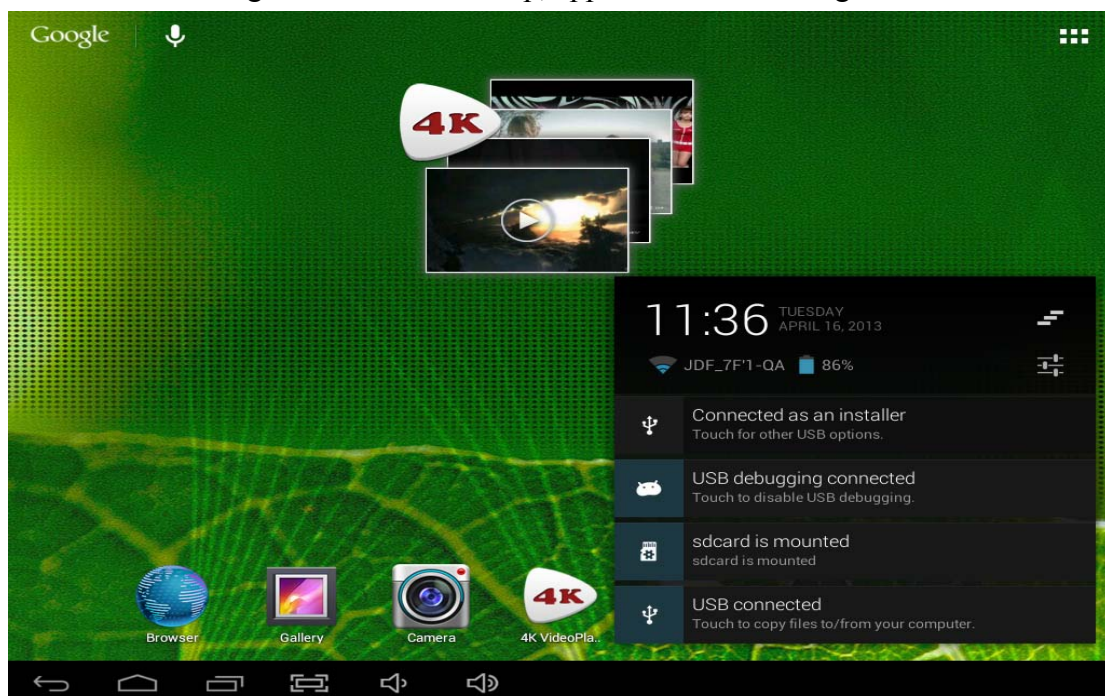 Google
4K
11:36
TUESDAY
APRIL 16, 2013
JDF_7F'1-QA 86%
Connected as an installer
Touch for other USB options.
USB debugging connected
Touch to disable USB debugging.
sdcard is mounted
sdcard is mounted
USB connected
Touch to copy files to/from your computer.
4K
Browser
Gallery
Camera
4K VideoPla..